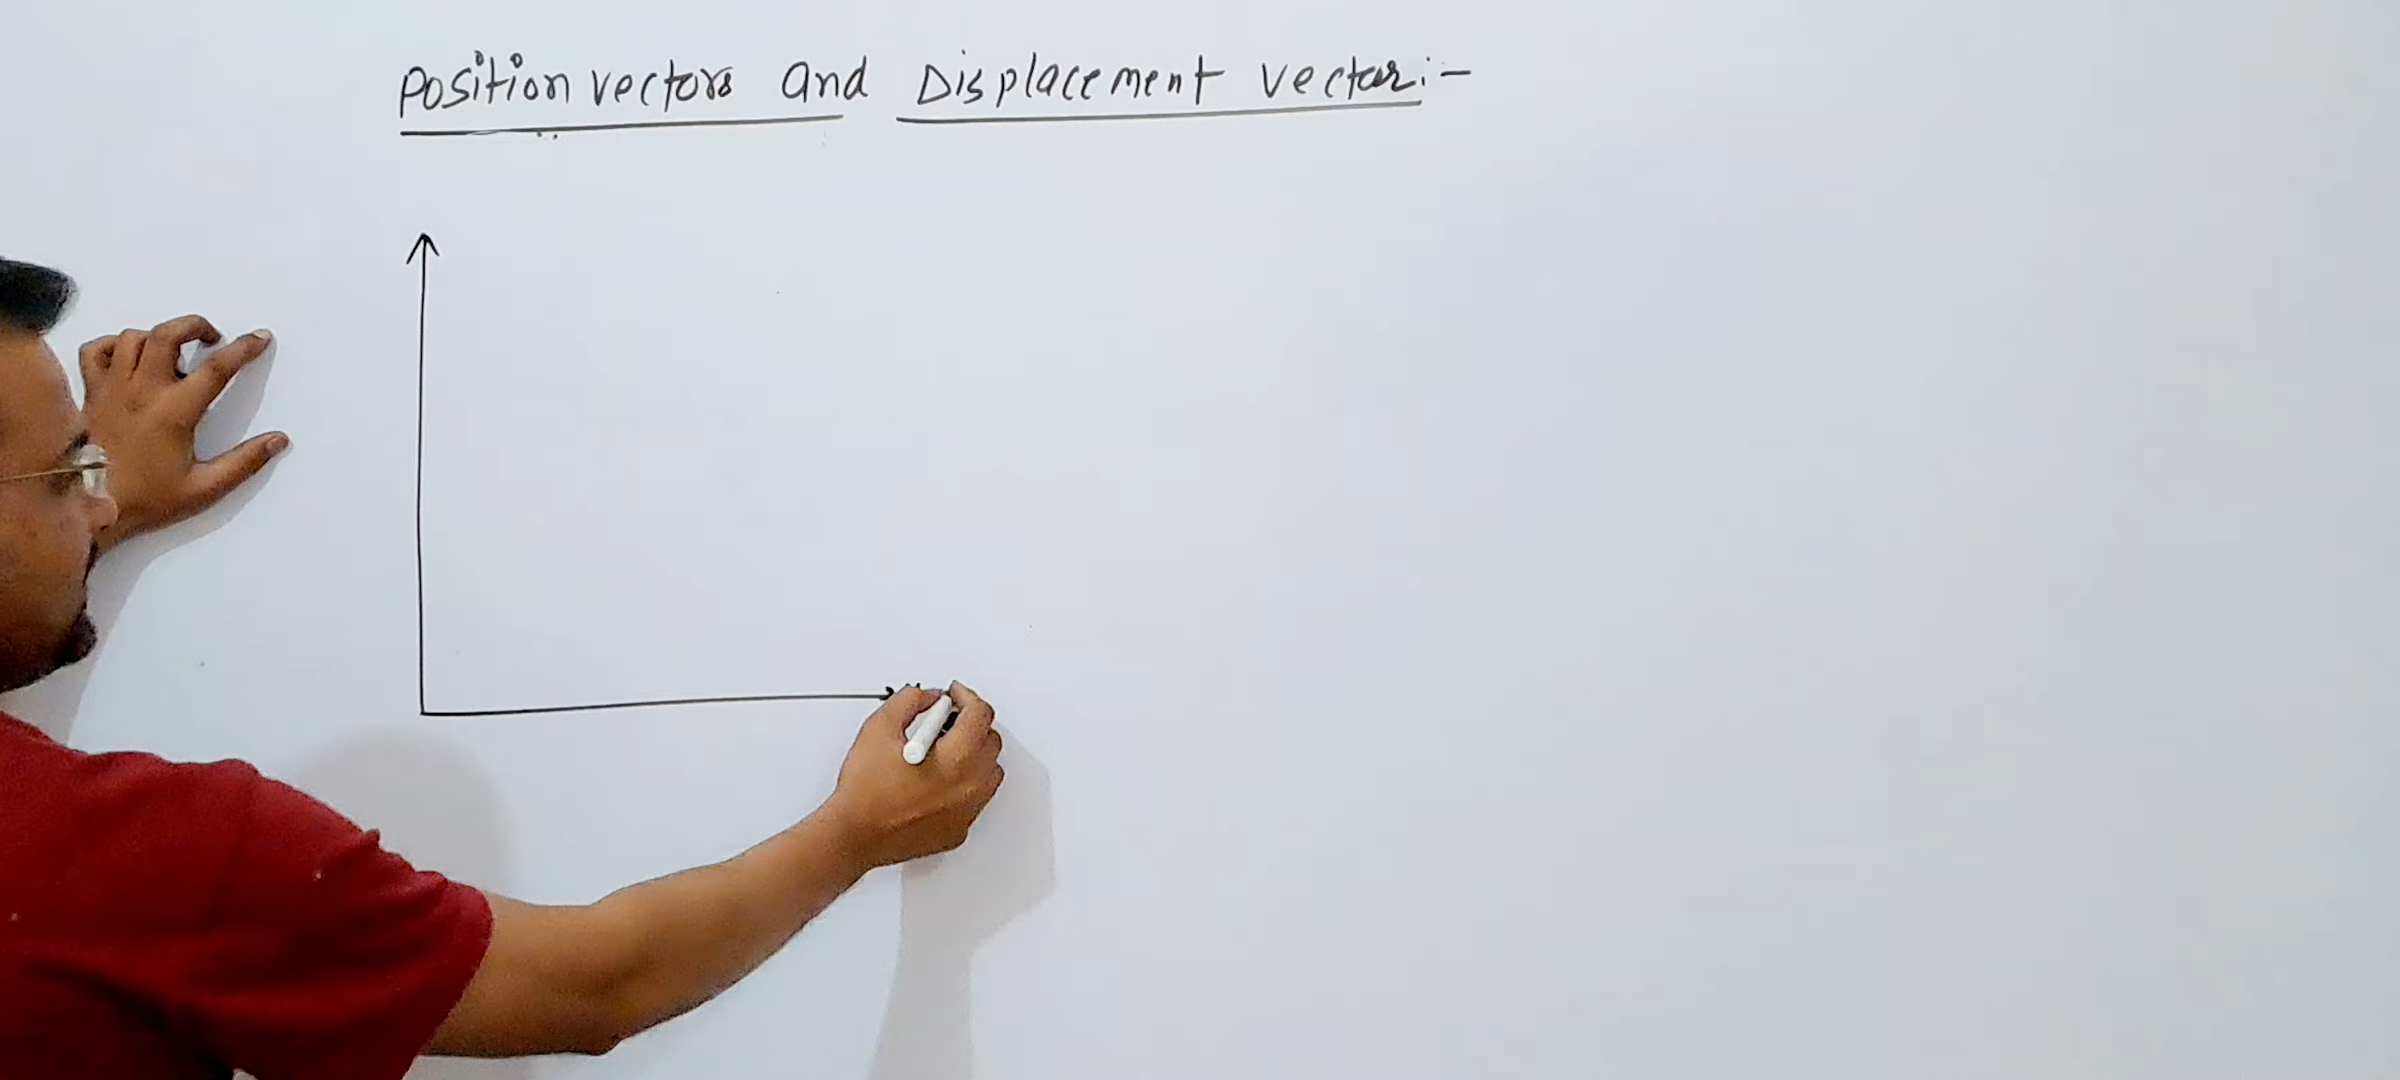 Position vectors and Displacement vector:-